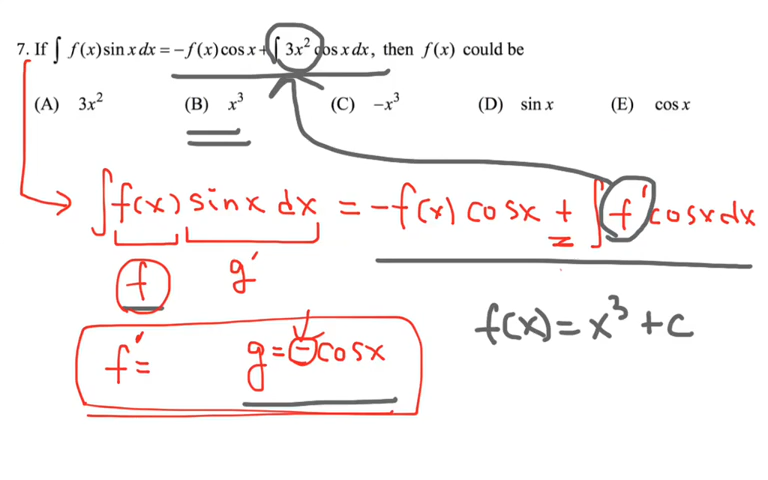 7. If ∫ f(x) sin x dx = −f(x) cos x + ∫ 3x² cos x dx, then f(x) could be
(A) 3x² (B) x³ (C) −x³ (D) sin x (E) cos x
∫ f(x) sinx dx = −f(x) cosx + ∫ f' cosx dx
f g'
f(x) = x³ + c
f' = g = −cosx